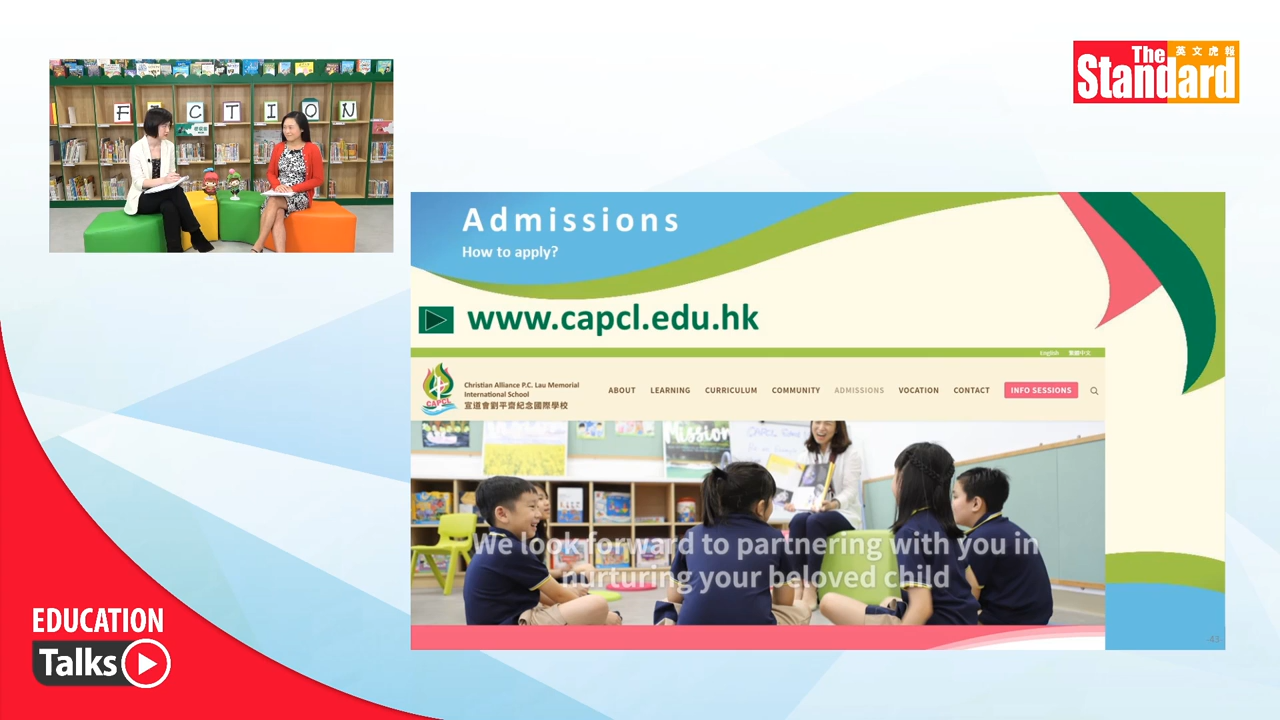 The
Standard
英文虎報
FICTION
Admissions
How to apply?
www.capcl.edu.hk
English 繁體中文
CAPCL
Christian Alliance P.C. Lau Memorial
International School
宣道會劉平齋紀念國際學校
ABOUT LEARNING CURRICULUM COMMUNITY ADMISSIONS VOCATION CONTACT INFO SESSIONS
Mission
We look forward to partnering with you in
nurturing your beloved child
EDUCATION
Talks
-43-